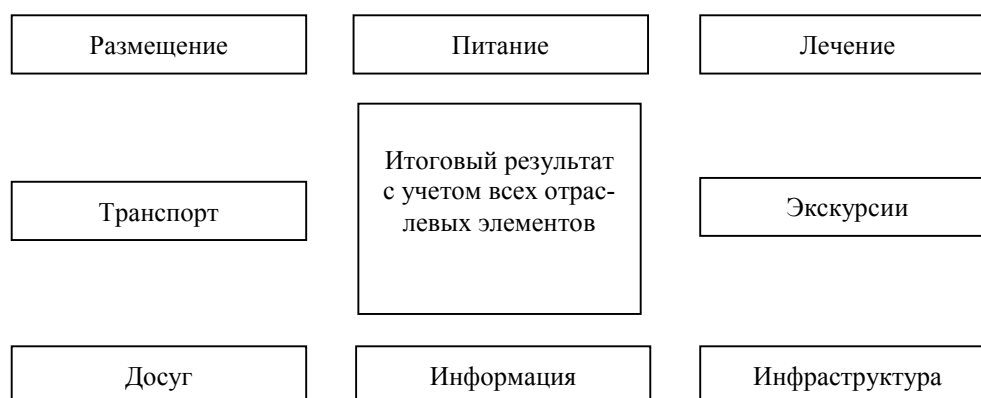 Размещение
Питание
Лечение
Итоговый результат
с учетом всех отрас-
левых элементов
Транспорт
Экскурсии
Досуг
Информация
Инфраструктура